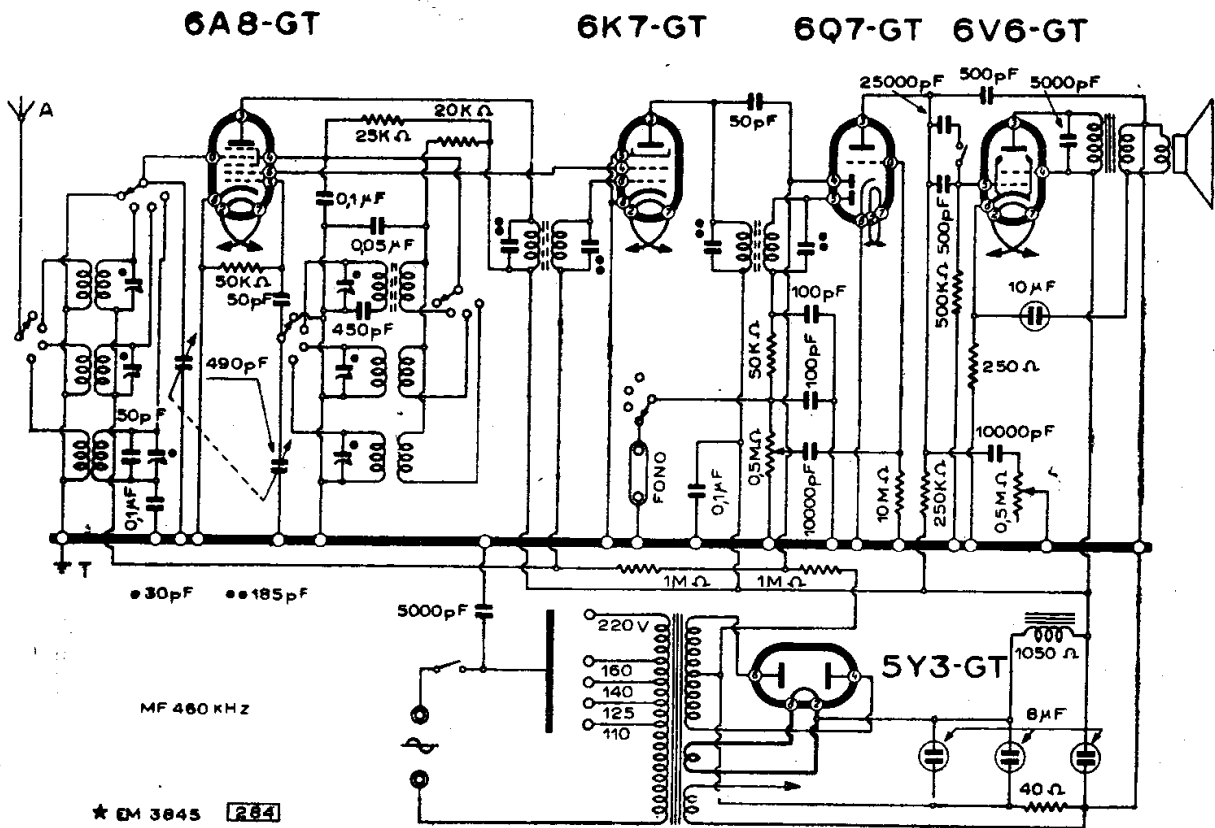 6A8-GT 6K7-GT 6Q7-GT 6V6-GT
A
20KΩ
25KΩ
0,1µF
0,05µF
50KΩ
50pF
450pF
490pF
50pF
0,1µF
T
50pF
25000pF
500pF
5000pF
500pF
500KΩ
10µF
250Ω
100pF
50KΩ
100pF
0,5MΩ
10000pF
FONO
0,1µF
10MΩ
250KΩ
10000pF
0,5MΩ
1MΩ
1MΩ
•30pF ••185pF
5000pF
220V
160
140
125
110
5Y3-GT
1050Ω
8µF
40Ω
MF 460 KHz
★ EM 3845 284